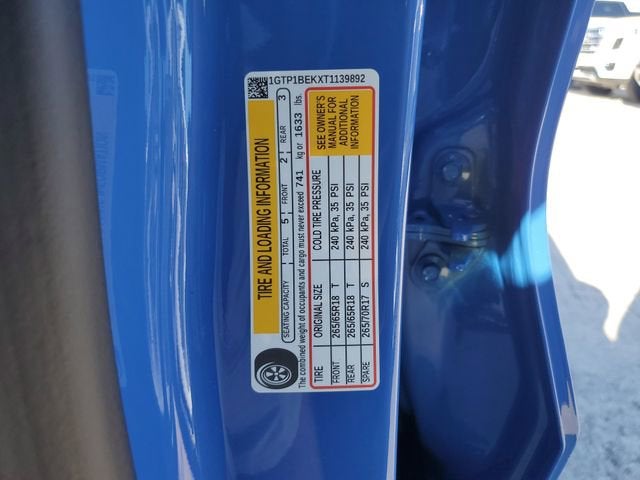 1GTP1BEKXT1139892
TIRE AND LOADING INFORMATION
SEATING CAPACITY TOTAL 5 FRONT 2 REAR 3
The combined weight of occupants and cargo must never exceed 741 kg or 1633 lbs.
TIRE ORIGINAL SIZE COLD TIRE PRESSURE
FRONT 265/65R18 T 240 kPa, 35 PSI
REAR 265/65R18 T 240 kPa, 35 PSI
SPARE 265/70R17 S 240 kPa, 35 PSI
SEE OWNER'S
MANUAL FOR
ADDITIONAL
INFORMATION